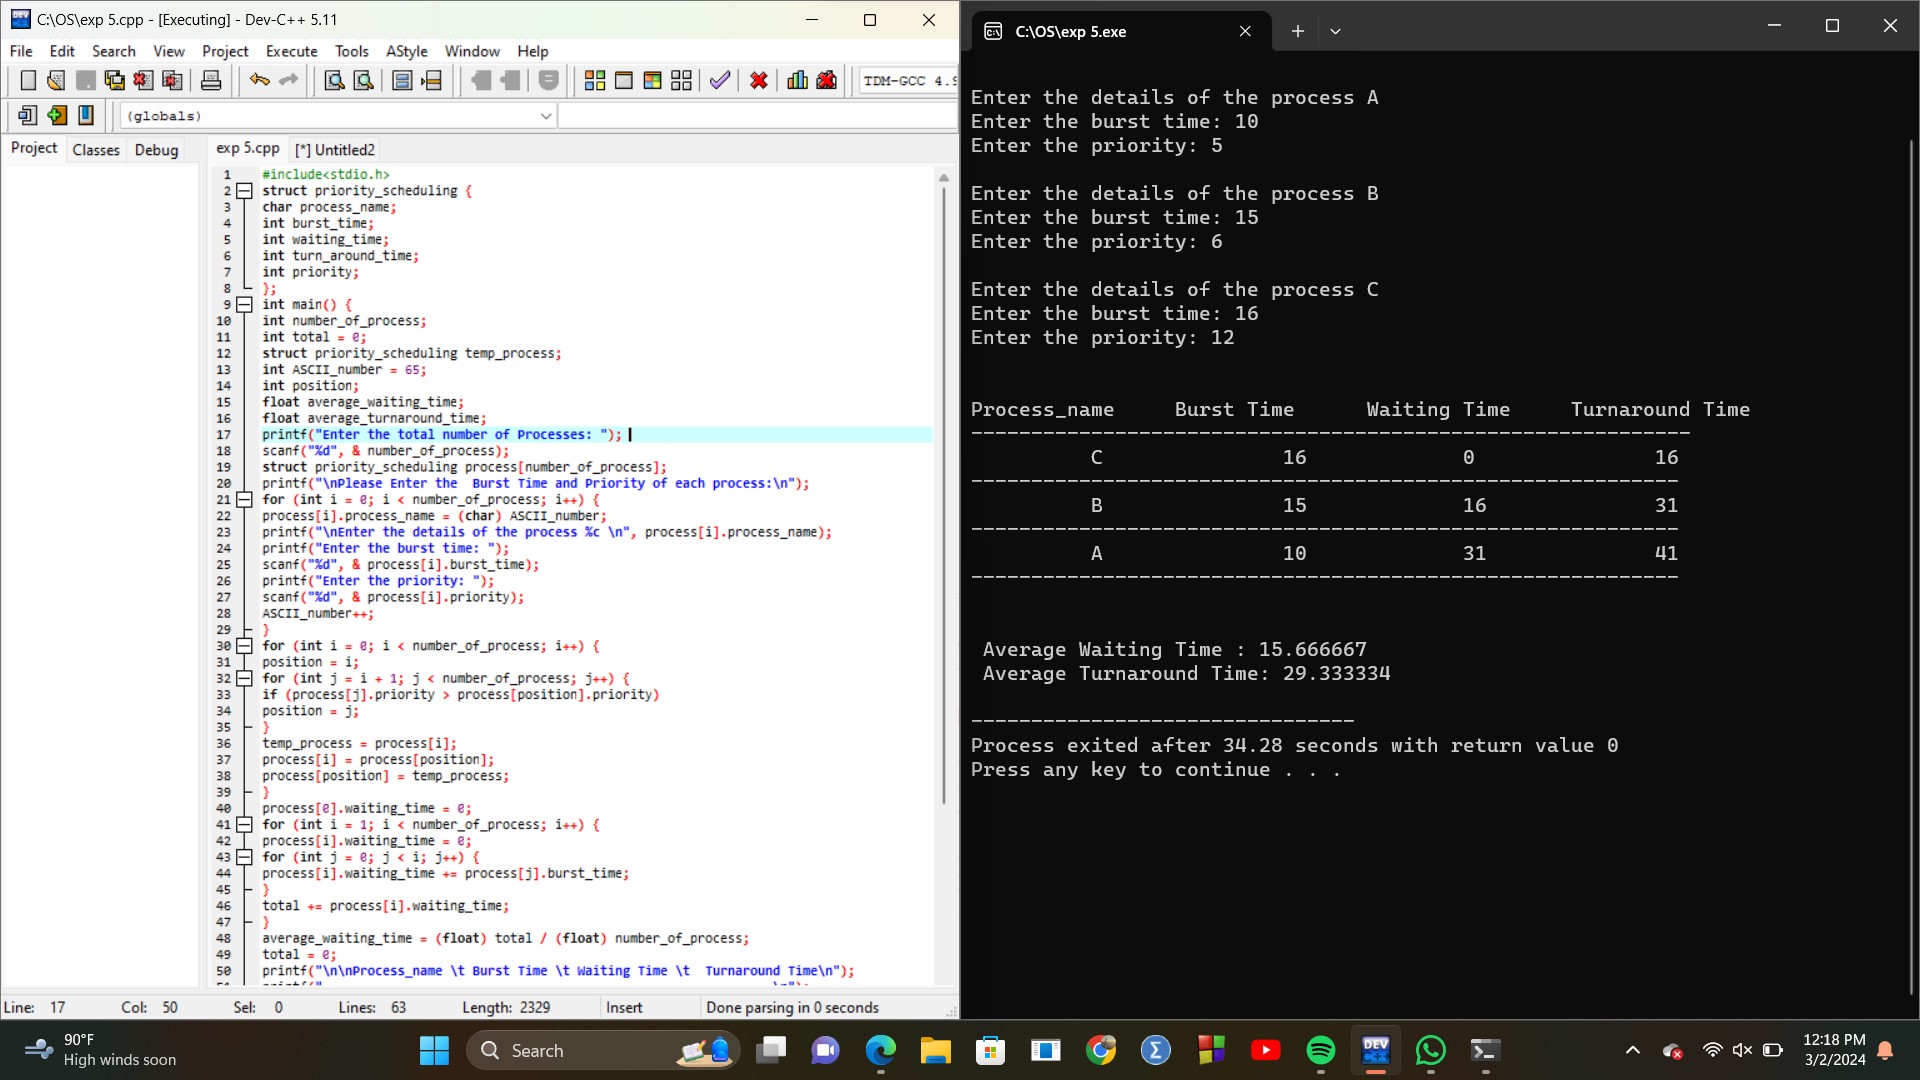 C:\OS\exp 5.cpp - [Executing] - Dev-C++ 5.11
File Edit Search View Project Execute Tools AStyle Window Help
TDM-GCC 4.9
(globals)
Project Classes Debug
exp 5.cpp [*] Untitled2
1 #include<stdio.h>
2 struct priority_scheduling {
3 char process_name;
4 int burst_time;
5 int waiting_time;
6 int turn_around_time;
7 int priority;
8 };
9 int main() {
10 int number_of_process;
11 int total = 0;
12 struct priority_scheduling temp_process;
13 int ASCII_number = 65;
14 int position;
15 float average_waiting_time;
16 float average_turnaround_time;
17 printf("Enter the total number of Processes: ");
18 scanf("%d", & number_of_process);
19 struct priority_scheduling process[number_of_process];
20 printf("\nPlease Enter the  Burst Time and Priority of each process:\n");
21 for (int i = 0; i < number_of_process; i++) {
22 process[i].process_name = (char) ASCII_number;
23 printf("\nEnter the details of the process %c \n", process[i].process_name);
24 printf("Enter the burst time: ");
25 scanf("%d", & process[i].burst_time);
26 printf("Enter the priority: ");
27 scanf("%d", & process[i].priority);
28 ASCII_number++;
29 }
30 for (int i = 0; i < number_of_process; i++) {
31 position = i;
32 for (int j = i + 1; j < number_of_process; j++) {
33 if (process[j].priority > process[position].priority)
34 position = j;
35 }
36 temp_process = process[i];
37 process[i] = process[position];
38 process[position] = temp_process;
39 }
40 process[0].waiting_time = 0;
41 for (int i = 1; i < number_of_process; i++) {
42 process[i].waiting_time = 0;
43 for (int j = 0; j < i; j++) {
44 process[i].waiting_time += process[j].burst_time;
45 }
46 total += process[i].waiting_time;
47 }
48 average_waiting_time = (float) total / (float) number_of_process;
49 total = 0;
50 printf("\n\nProcess_name \t Burst Time \t Waiting Time \t  Turnaround Time\n");
Line: 17 Col: 50 Sel: 0 Lines: 63 Length: 2329 Insert Done parsing in 0 seconds
C:\OS\exp 5.exe
Enter the details of the process A
Enter the burst time: 10
Enter the priority: 5
Enter the details of the process B
Enter the burst time: 15
Enter the priority: 6
Enter the details of the process C
Enter the burst time: 16
Enter the priority: 12
Process_name Burst Time Waiting Time Turnaround Time
------------------------------------------------------------
C 16 0 16
-----------------------------------------------------------
B 15 16 31
-----------------------------------------------------------
A 10 31 41
-----------------------------------------------------------
Average Waiting Time : 15.666667
Average Turnaround Time: 29.333334
--------------------------------
Process exited after 34.28 seconds with return value 0
Press any key to continue . . .
90°F
High winds soon
Search
DEV
12:18 PM
3/2/2024